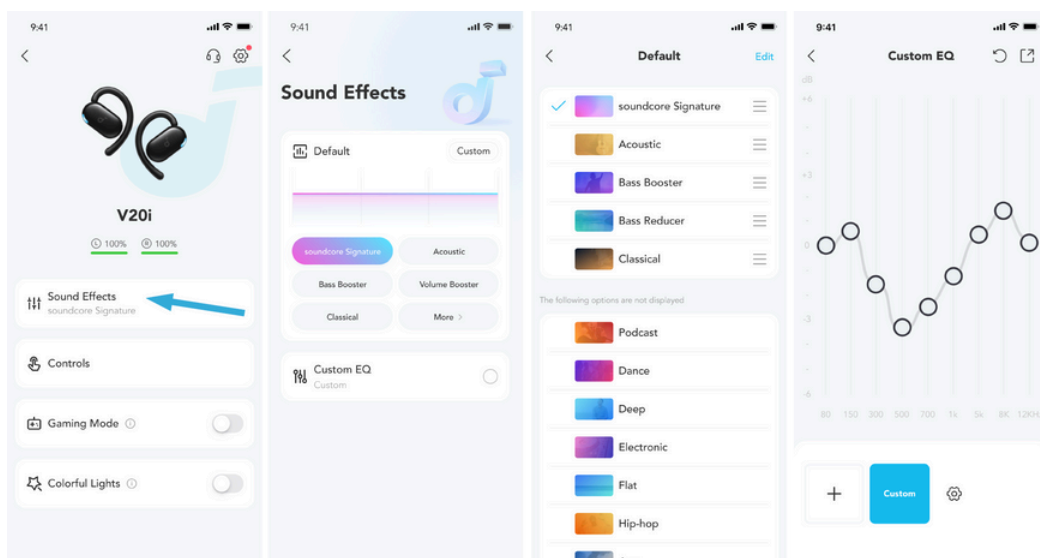 9:41
V20i
L 100% R 100%
Sound Effects
soundcore Signature
Controls
Gaming Mode
Colorful Lights
9:41
Sound Effects
Default Custom
soundcore Signature Acoustic
Bass Booster Volume Booster
Classical More >
Custom EQ
Custom
9:41
Default Edit
soundcore Signature
Acoustic
Bass Booster
Bass Reducer
Classical
The following options are not displayed
Podcast
Dance
Deep
Electronic
Flat
Hip-hop
9:41
Custom EQ
dB
+6
+3
0
-3
-6
80 150 300 500 700 1k 5k 8K 12KHz
+
Custom